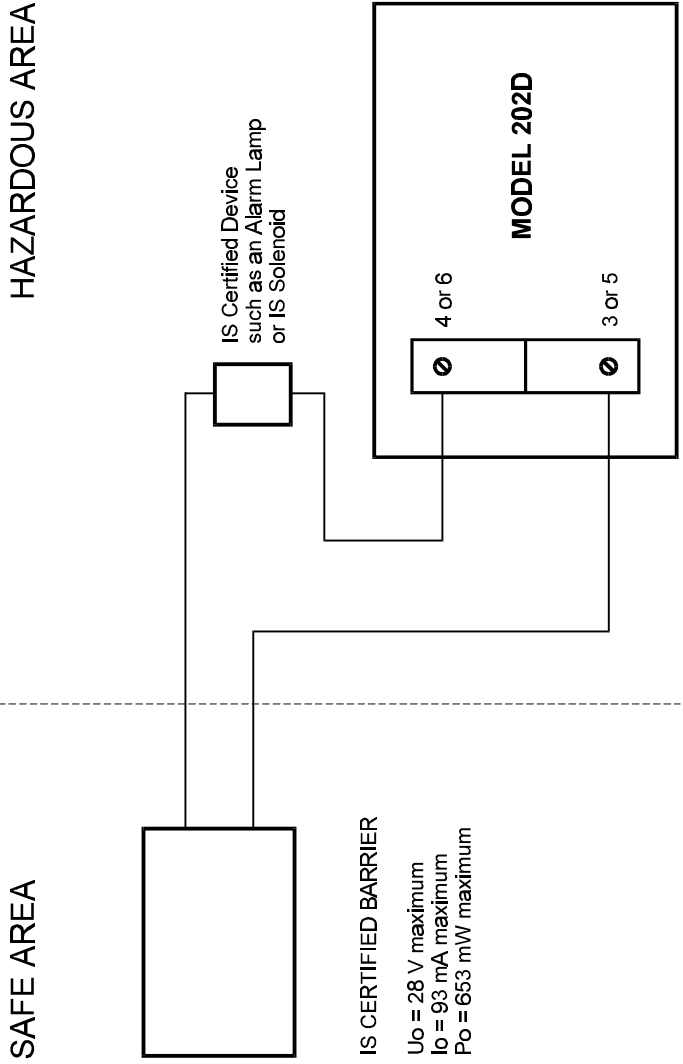 SAFE AREA
HAZARDOUS AREA
IS Certified Device
such as an Alarm Lamp
or IS Solenoid
IS CERTIFIED BARRIER
Uo = 28 V maximum
Io = 93 mA maximum
Po = 653 mW maximum
4 or 6
MODEL 202D
3 or 5